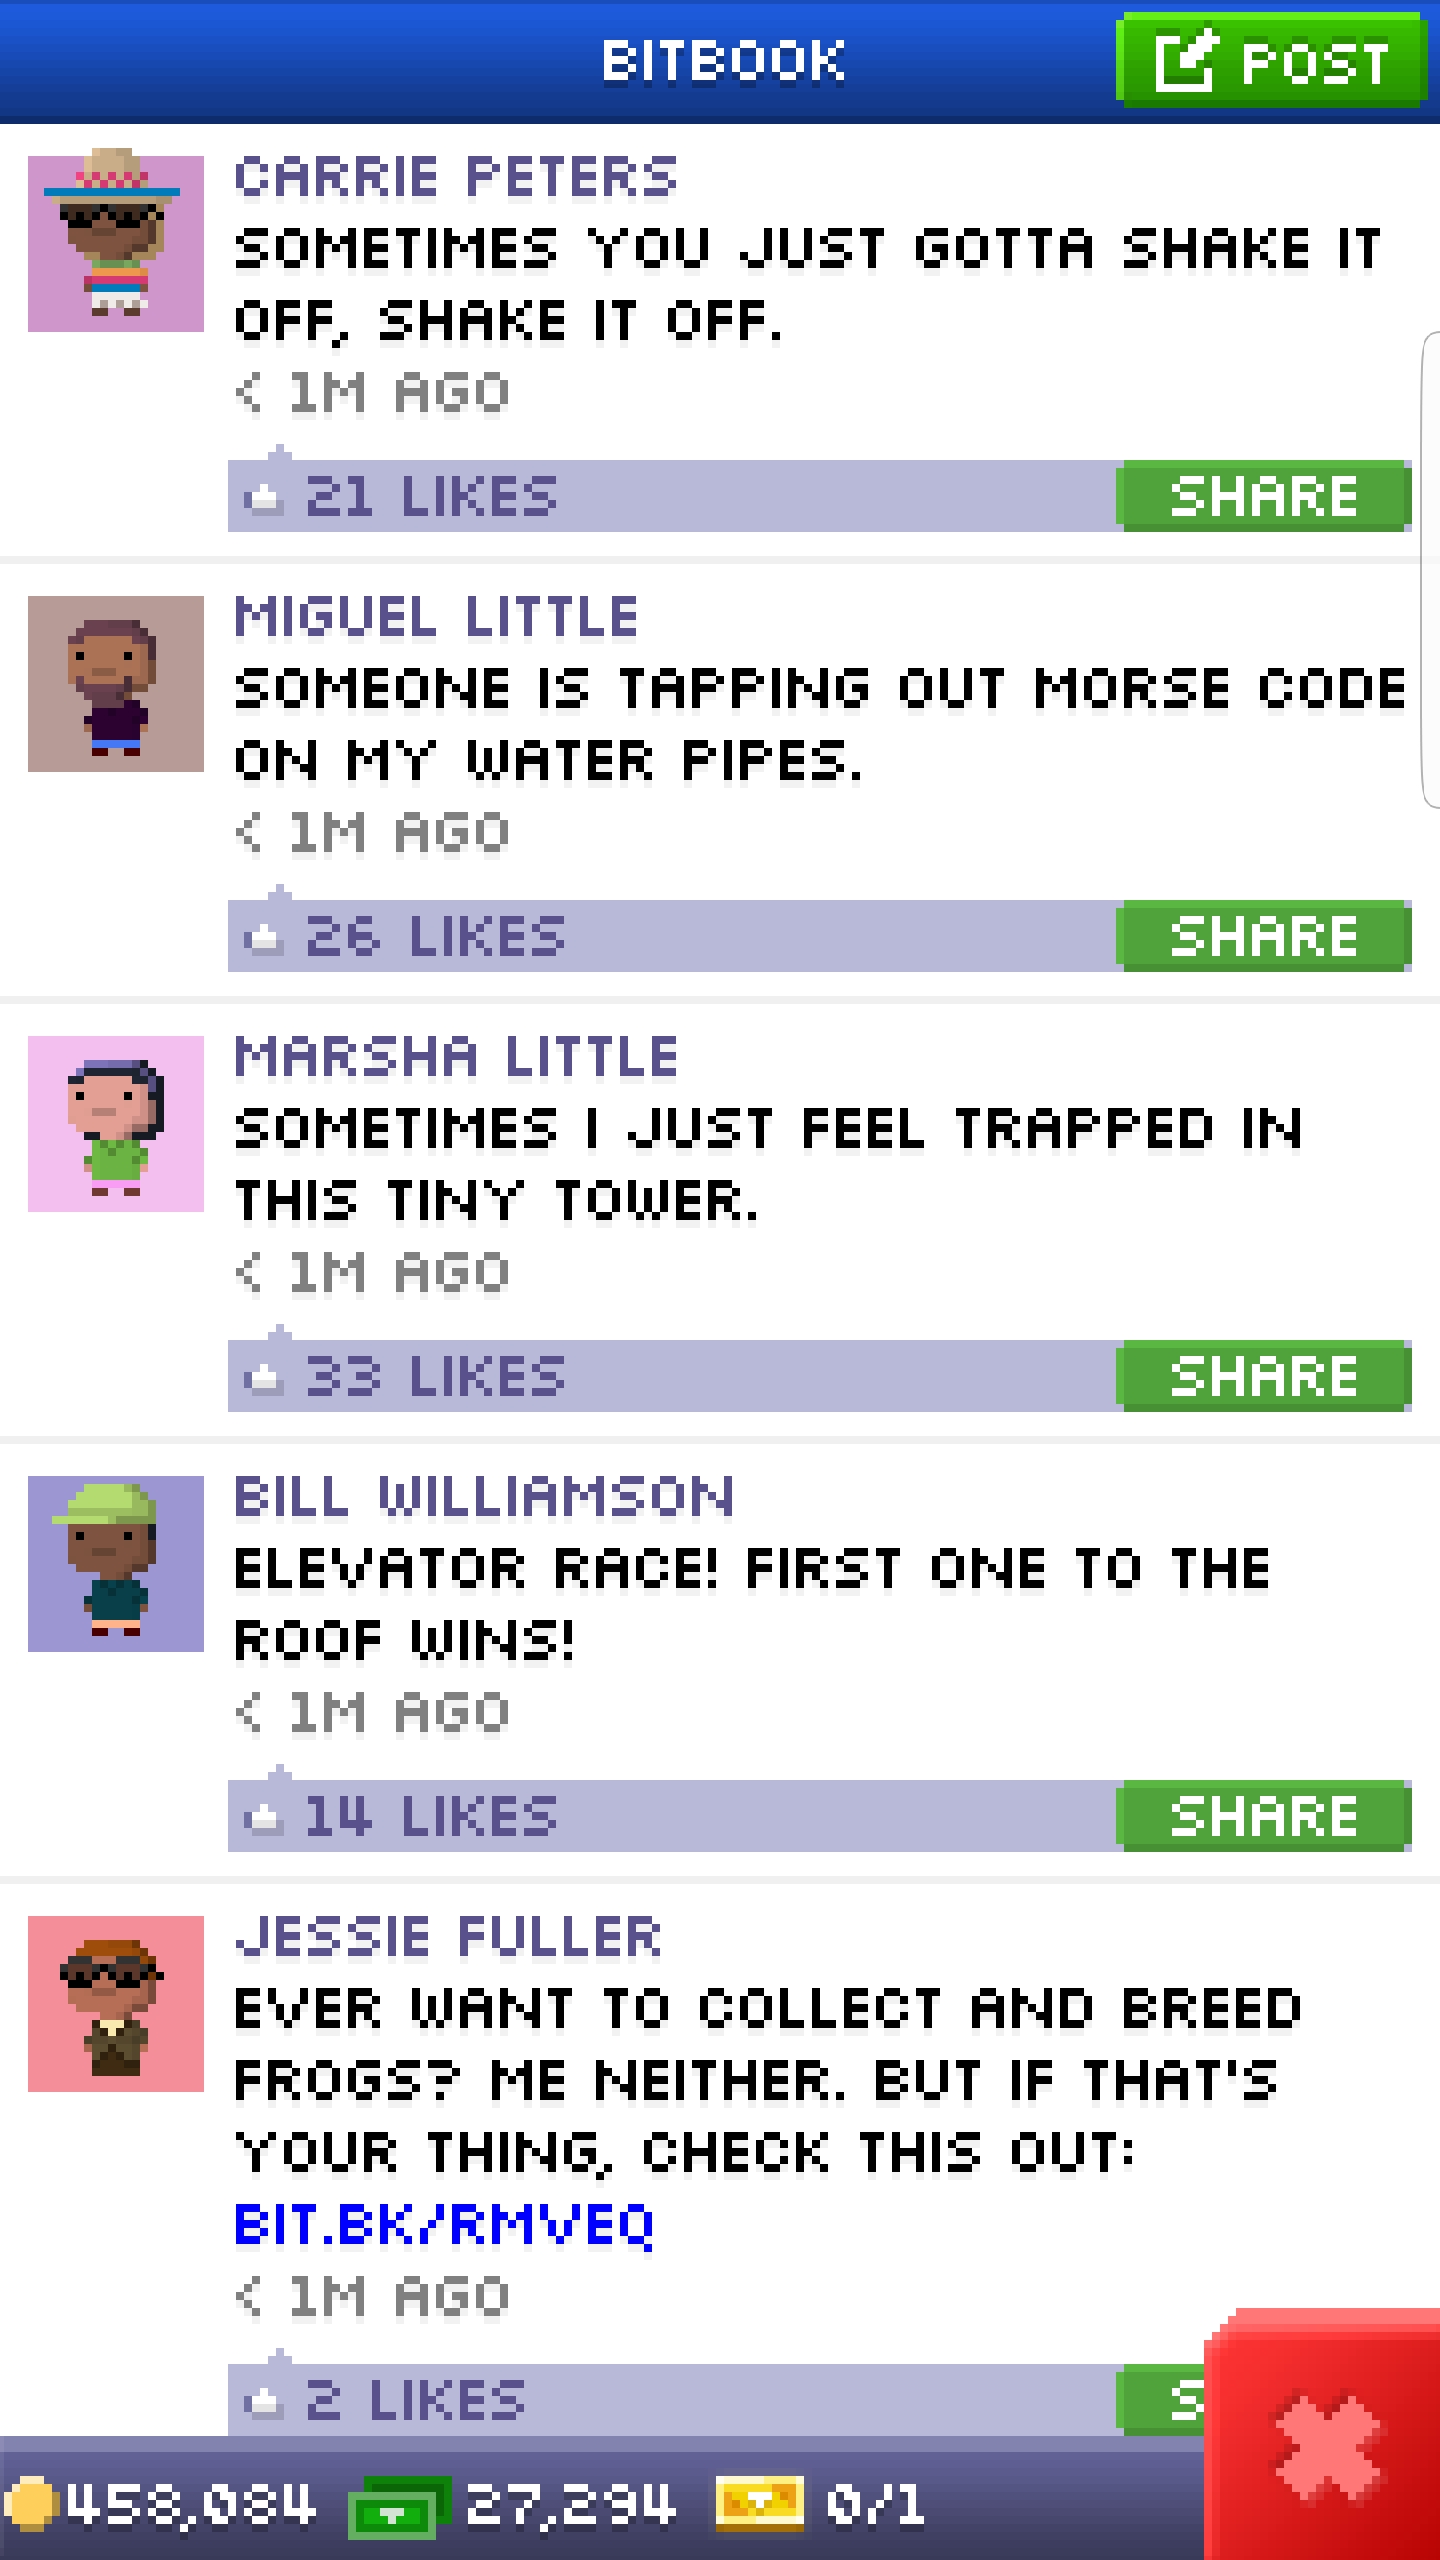 BITBOOK
POST
CARRIE PETERS
SOMETIMES YOU JUST GOTTA SHAKE IT
OFF, SHAKE IT OFF.
< 1M AGO
21 LIKES
SHARE
MIGUEL LITTLE
SOMEONE IS TAPPING OUT MORSE CODE
ON MY WATER PIPES.
< 1M AGO
26 LIKES
SHARE
MARSHA LITTLE
SOMETIMES I JUST FEEL TRAPPED IN
THIS TINY TOWER.
< 1M AGO
33 LIKES
SHARE
BILL WILLIAMSON
ELEVATOR RACE! FIRST ONE TO THE
ROOF WINS!
< 1M AGO
14 LIKES
SHARE
JESSIE FULLER
EVER WANT TO COLLECT AND BREED
FROGS? ME NEITHER. BUT IF THAT'S
YOUR THING, CHECK THIS OUT:
BIT.BK/RMVEQ
< 1M AGO
2 LIKES
458,084
27,294
0/1